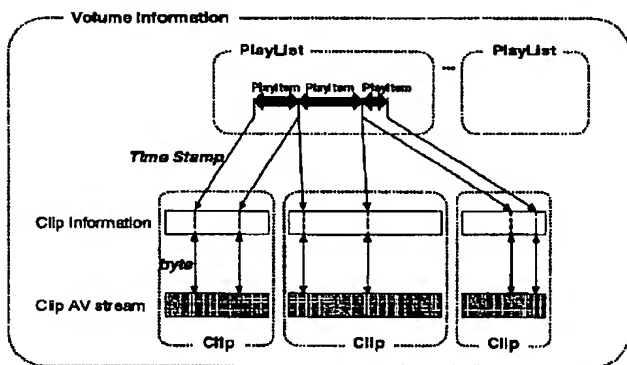 Volume Information
PlayList
PlayList
...
PlayItem PlayItem PlayItem
Time Stamp
Clip Information
byte
Clip AV stream
Clip
Clip
Clip